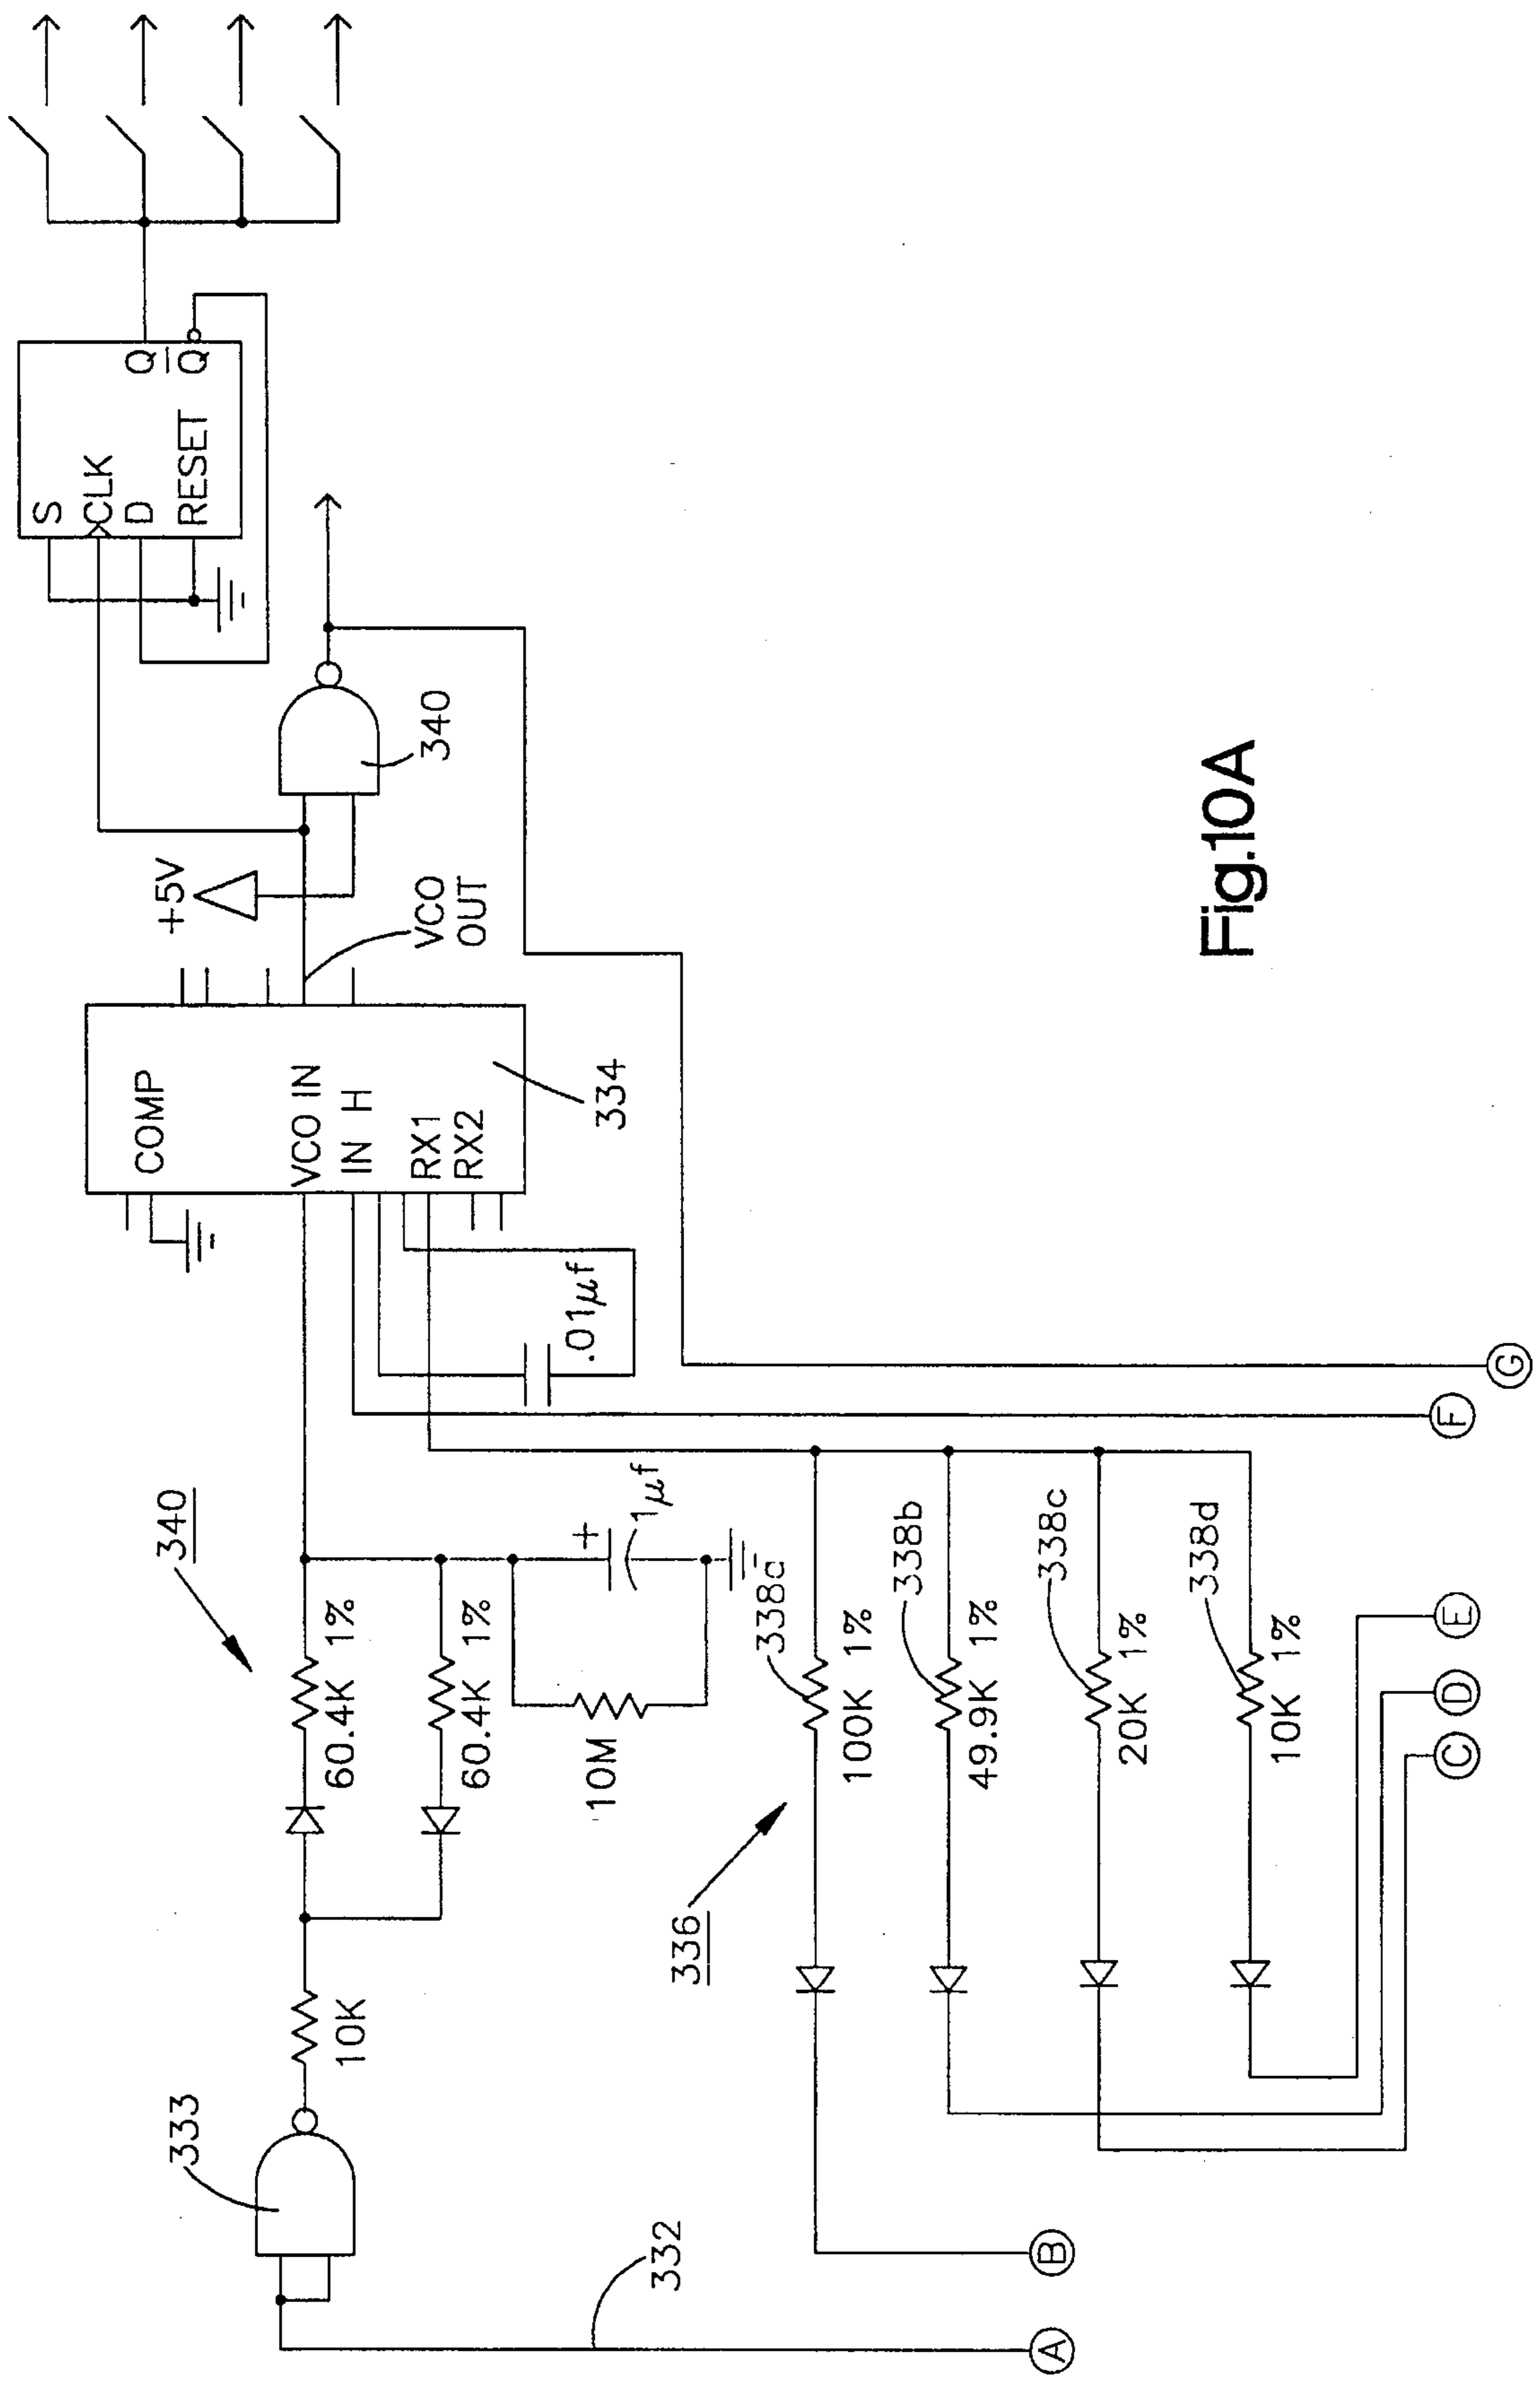 333
10K
340
60.4K 1%
60.4K 1%
10M
+
1µf
COMP
VCO IN
IN H
RX1
RX2
334
.01µf
+5V
VCO
OUT
340
S
CLK
D
RESET
Q
Q̅
332
336
338a
100K 1%
338b
49.9K 1%
338c
20K 1%
338d
10K 1%
A
B
C
D
E
F
G
Fig.10A